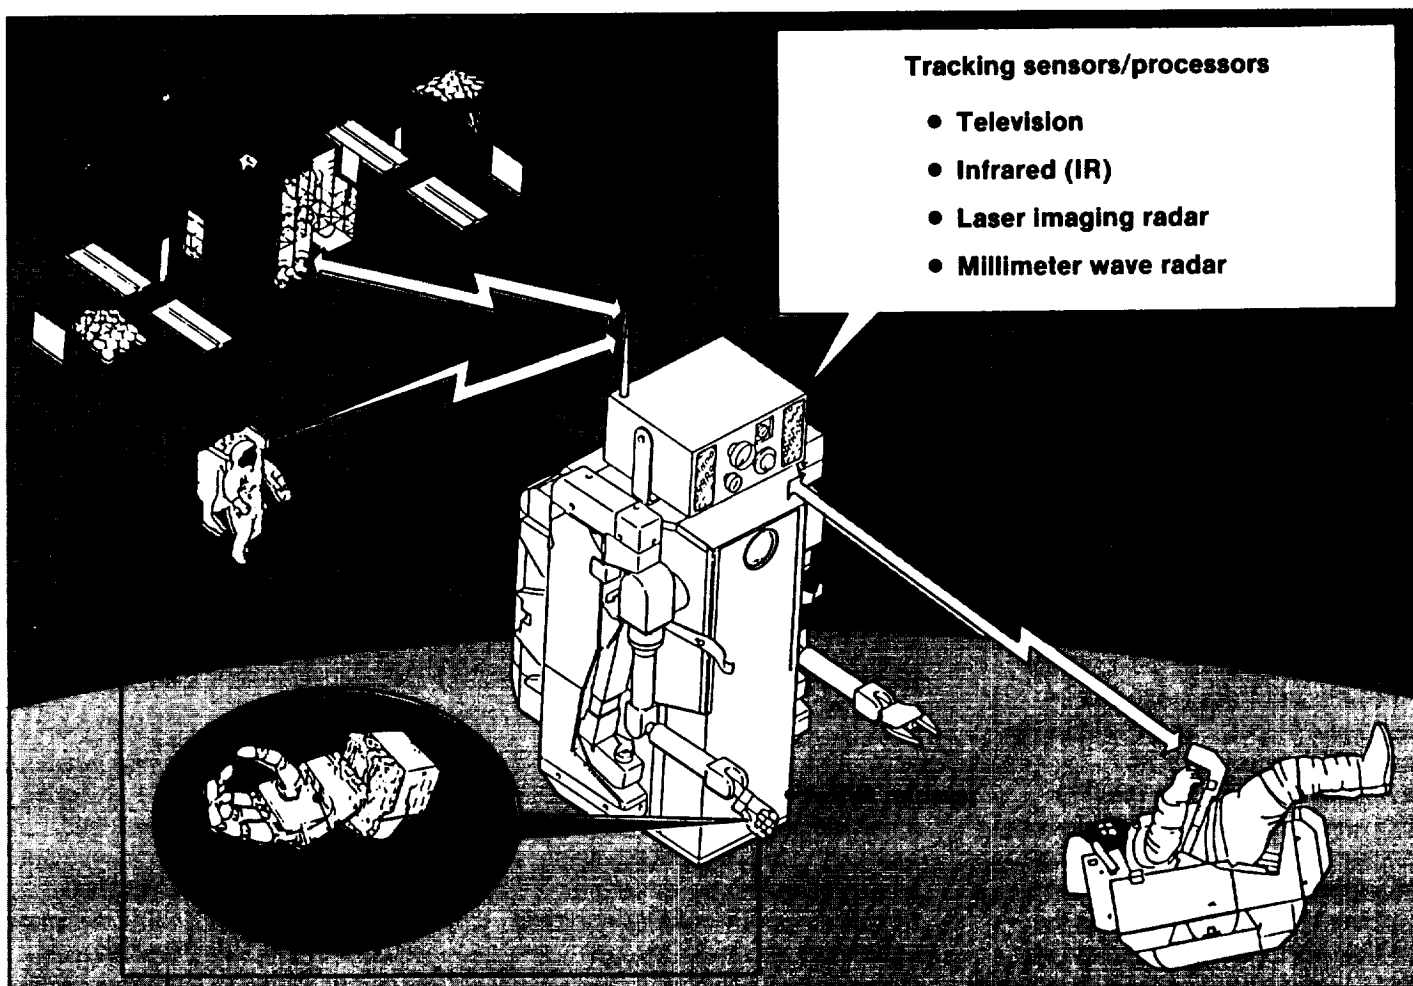 Tracking sensors/processors
● Television
● Infrared (IR)
● Laser imaging radar
● Millimeter wave radar